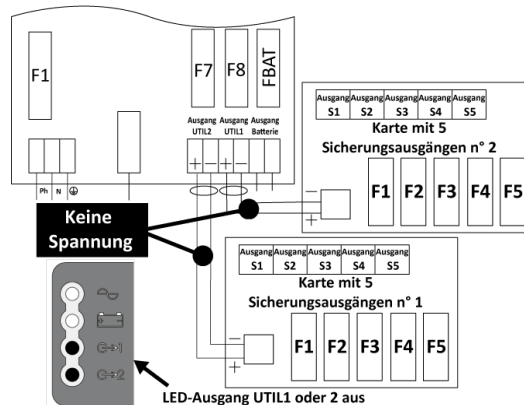 F1
F7
F8
FBAT
Ausgang UTIL2
Ausgang UTIL1
Ausgang Batterie
+ − + −
Ph N
Keine Spannung
Ausgang S1
Ausgang S2
Ausgang S3
Ausgang S4
Ausgang S5
Karte mit 5
Sicherungsausgängen n° 2
F1 F2 F3 F4 F5
−
+
Ausgang S1
Ausgang S2
Ausgang S3
Ausgang S4
Ausgang S5
Karte mit 5
Sicherungsausgängen n° 1
F1 F2 F3 F4 F5
−
+
1
2
LED-Ausgang UTIL1 oder 2 aus